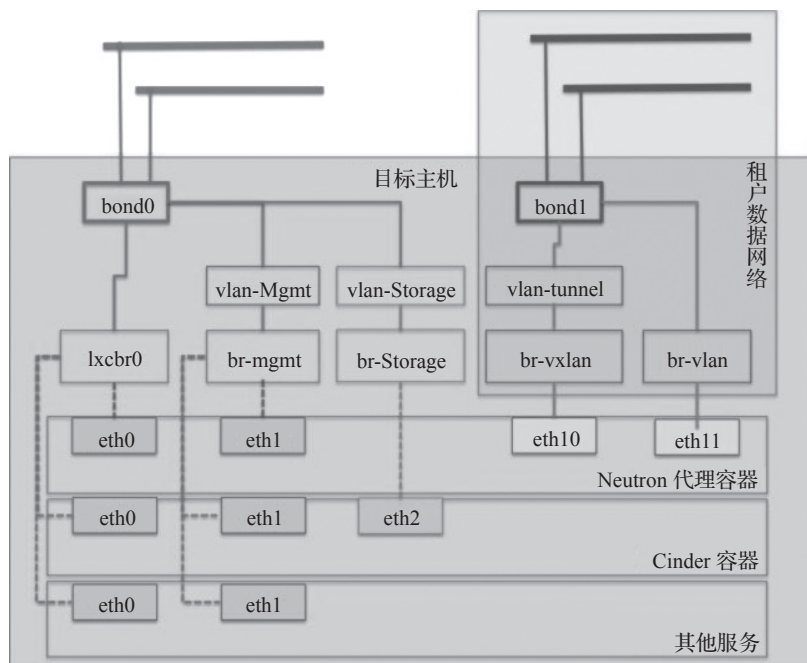 目标主机
租户数据网络
bond0
bond1
vlan-Mgmt
vlan-Storage
vlan-tunnel
lxcbr0
br-mgmt
br-Storage
br-vxlan
br-vlan
eth0
eth1
eth10
eth11
Neutron 代理容器
eth0
eth1
eth2
Cinder 容器
eth0
eth1
其他服务